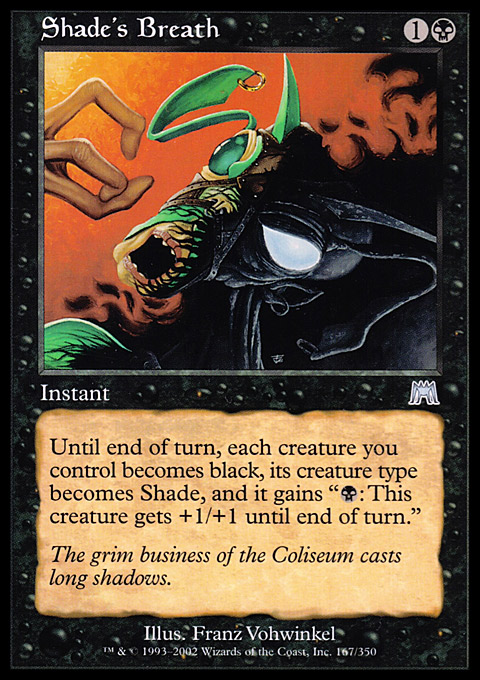 Shade's Breath 1
Instant
Until end of turn, each creature you
control becomes black, its creature type
becomes Shade, and it gains “: This
creature gets +1/+1 until end of turn.”
The grim business of the Coliseum casts
long shadows.
Illus. Franz Vohwinkel
™ & © 1993–2002 Wizards of the Coast, Inc. 167/350